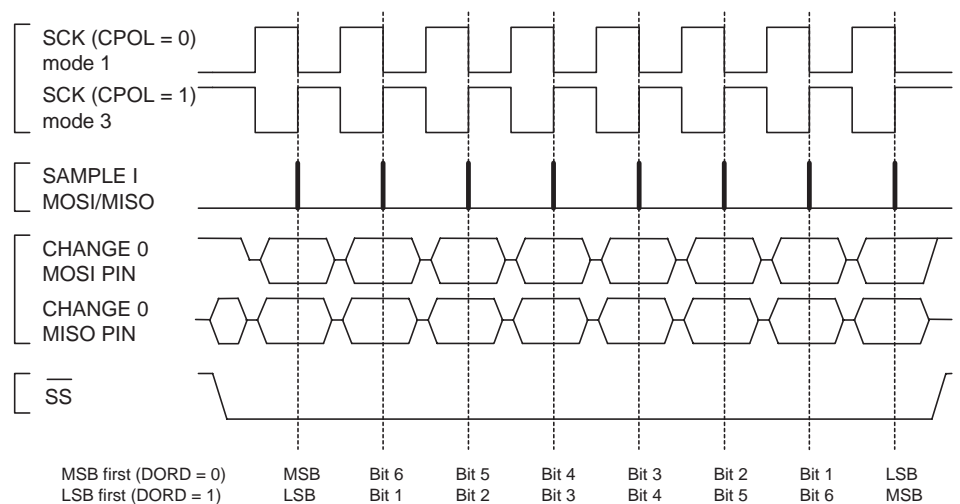 SCK (CPOL = 0)
mode 1
SCK (CPOL = 1)
mode 3
SAMPLE I
MOSI/MISO
CHANGE 0
MOSI PIN
CHANGE 0
MISO PIN
SS
MSB first (DORD = 0) MSB Bit 6 Bit 5 Bit 4 Bit 3 Bit 2 Bit 1 LSB
LSB first (DORD = 1) LSB Bit 1 Bit 2 Bit 3 Bit 4 Bit 5 Bit 6 MSB